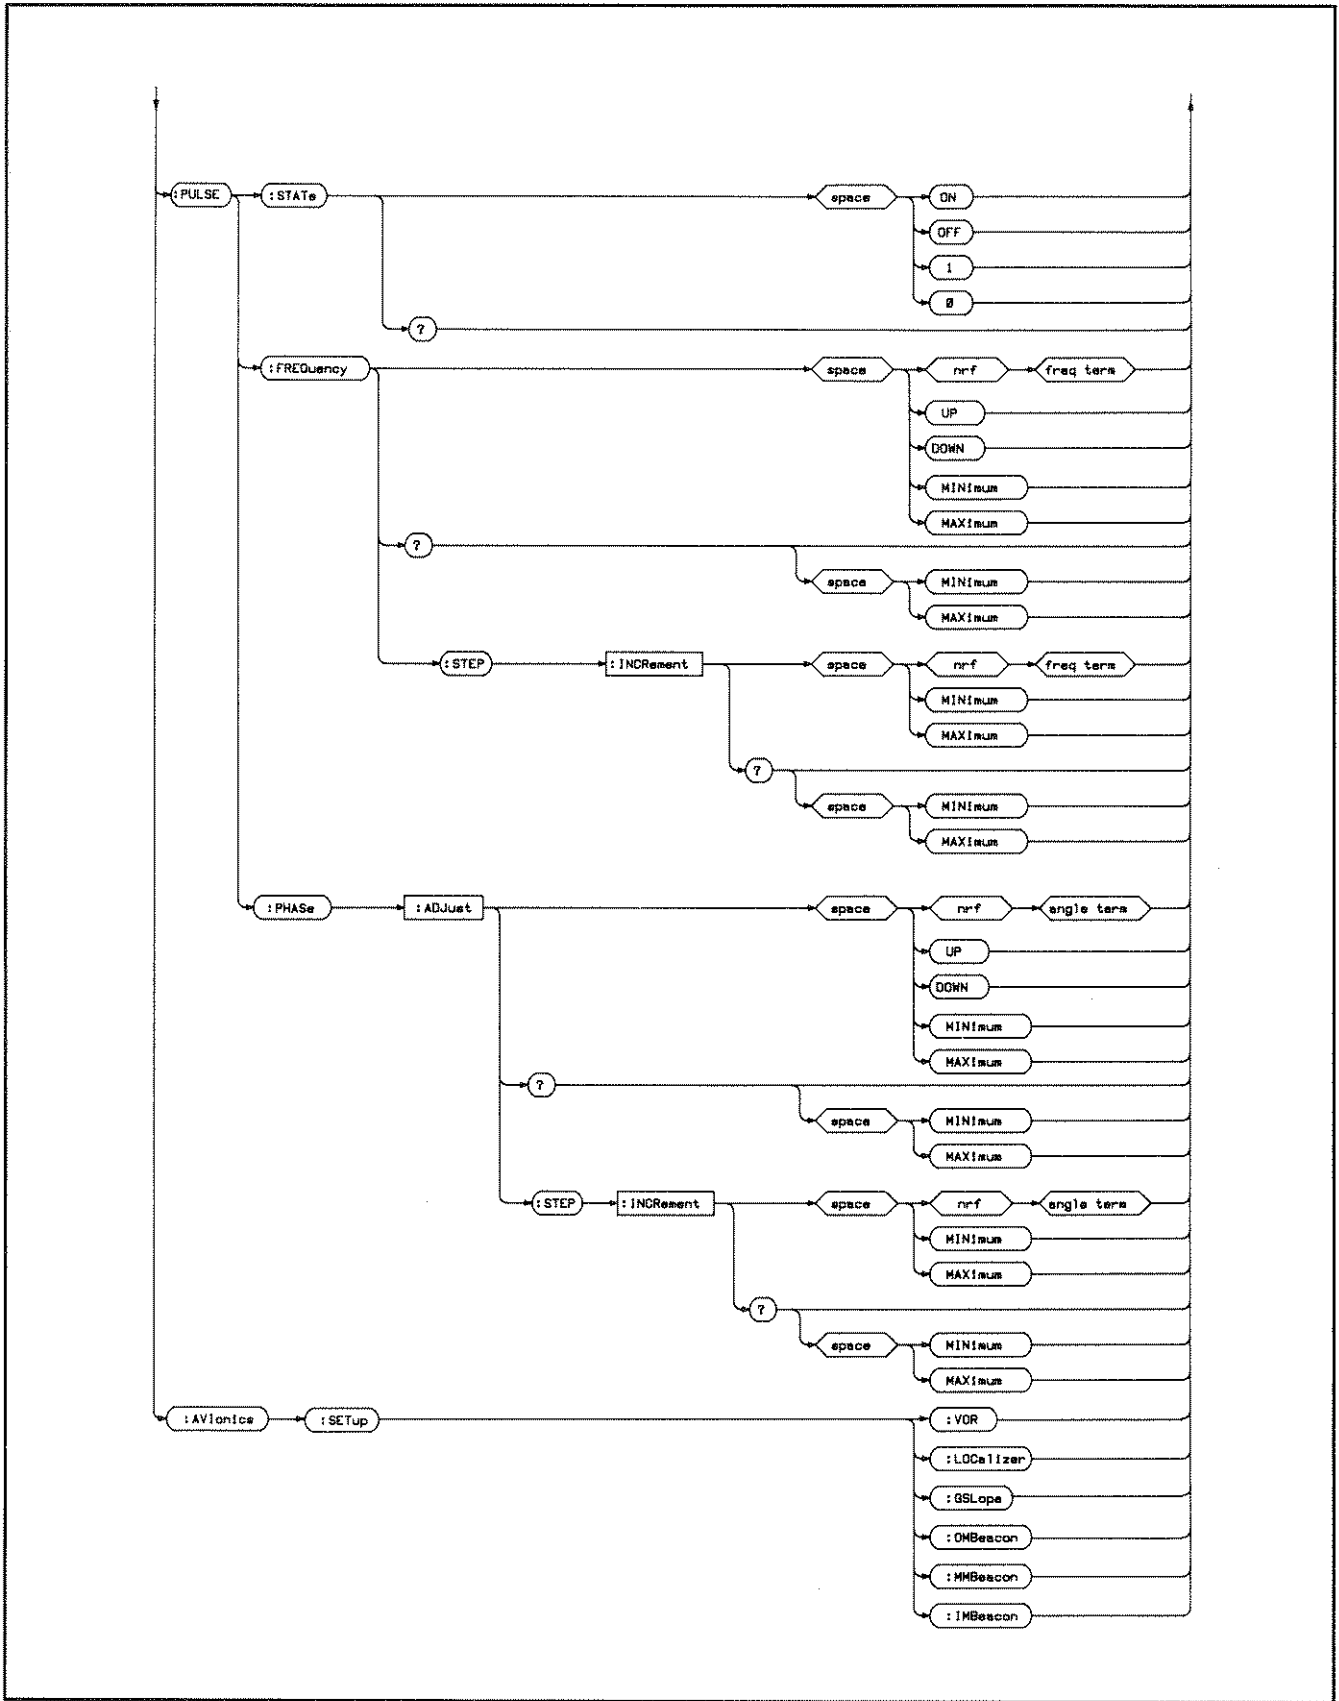 :PULSE :STATe space ON
OFF
1
0
?
:FREQuency space nrf freq term
UP
DOWN
MINimum
MAXimum
?
space MINimum
MAXimum
:STEP :INCRement space nrf freq term
MINimum
MAXimum
?
space MINimum
MAXimum
:PHASe :ADJust space nrf angle term
UP
DOWN
MINimum
MAXimum
?
space MINimum
MAXimum
:STEP :INCRement space nrf angle term
MINimum
MAXimum
?
space MINimum
MAXimum
:AVIonics :SETup :VOR
:LOCalizer
:GSLope
:OMBeacon
:MMBeacon
:IMBeacon